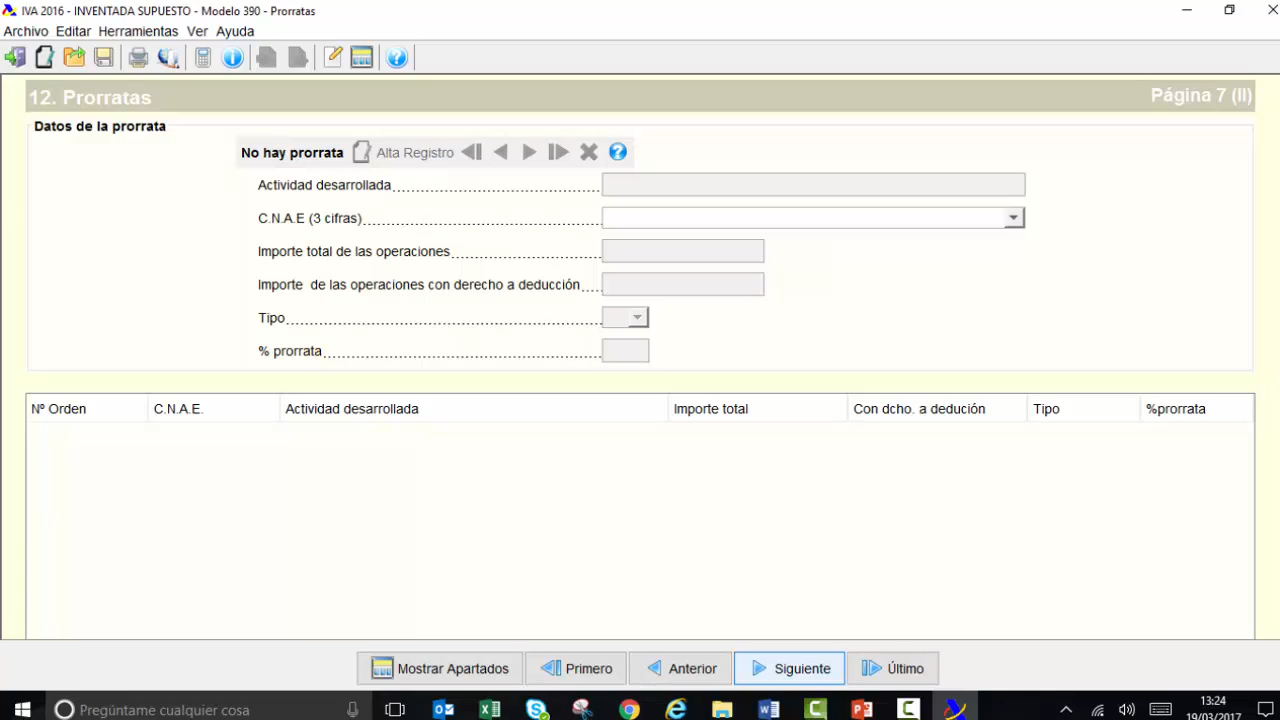 IVA 2016 - INVENTADA SUPUESTO - Modelo 390 - Prorratas
Archivo Editar Herramientas Ver Ayuda
12. Prorratas
Página 7 (II)
Datos de la prorrata
No hay prorrata Alta Registro
Actividad desarrollada
C.N.A.E (3 cifras)
Importe total de las operaciones
Importe de las operaciones con derecho a deducción
Tipo
% prorrata
Nº Orden C.N.A.E. Actividad desarrollada Importe total Con dcho. a dedución Tipo %prorrata
Mostrar Apartados Primero Anterior Siguiente Último
Pregúntame cualquier cosa
13:24
19/03/2017